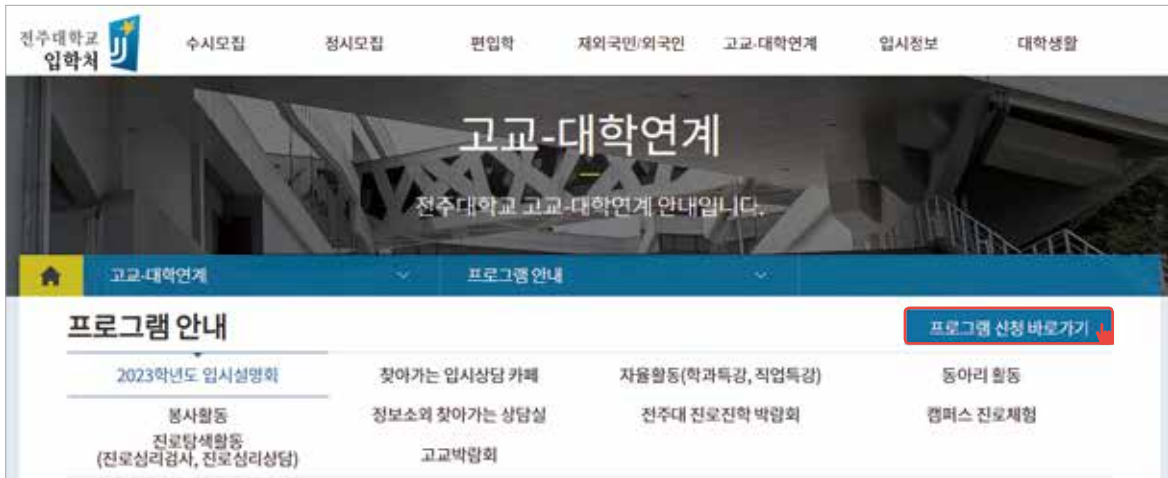 전주대학교
입학처
수시모집 정시모집 편입학 재외국민/외국인 고교-대학연계 입시정보 대학생활
고교-대학연계
전주대학교 고교-대학연계 안내입니다.
고교-대학연계 프로그램 안내
프로그램 안내
프로그램 신청 바로가기
2023학년도 입시설명회 찾아가는 입시상담 카페 자율활동(학과특강, 직업특강) 동아리 활동
봉사활동 정보소외 찾아가는 상담실 전주대 진로진학 박람회 캠퍼스 진로체험
진로탐색활동
(진로심리검사, 진로심리상담) 고교박람회